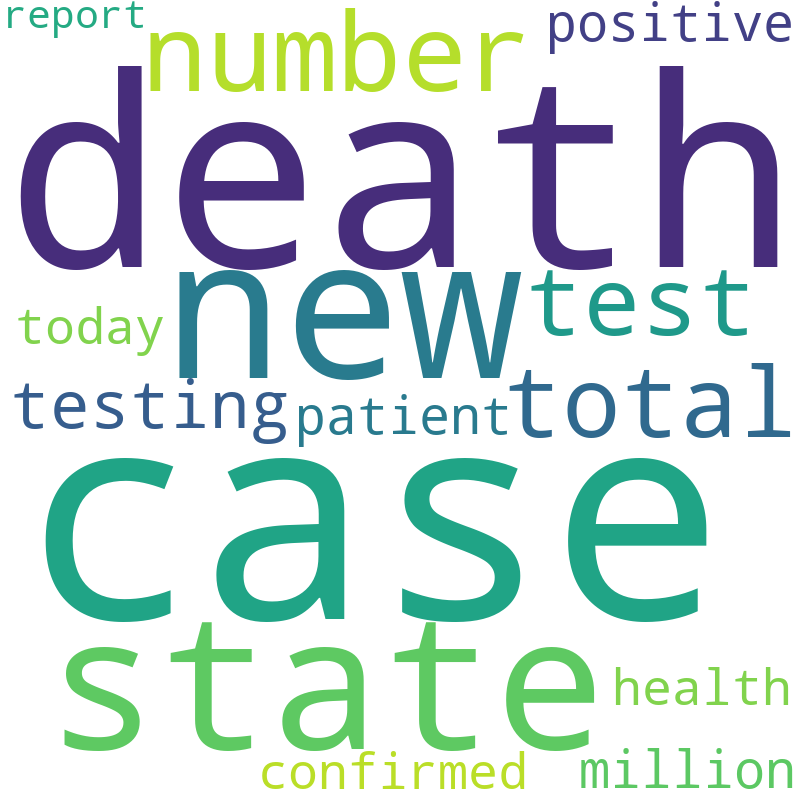 report
number
positive
death
new
test
today
total
testing
patient
case
state
health
confirmed
million